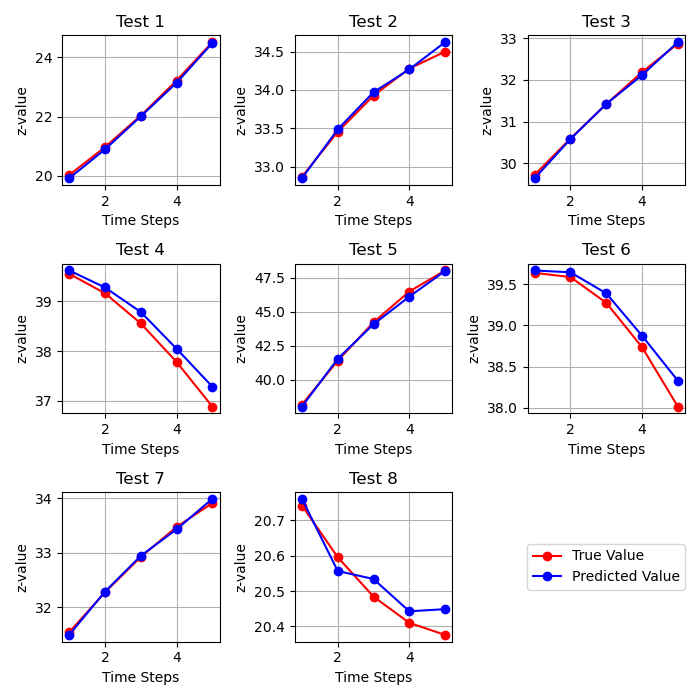 Test 1
24
22
20
z-value
2 4
Time Steps
Test 2
34.5
34.0
33.5
33.0
z-value
2 4
Time Steps
Test 3
33
32
31
30
z-value
2 4
Time Steps
Test 4
39
38
37
z-value
2 4
Time Steps
Test 5
47.5
45.0
42.5
40.0
z-value
2 4
Time Steps
Test 6
39.5
39.0
38.5
38.0
z-value
2 4
Time Steps
Test 7
34
33
32
z-value
2 4
Time Steps
Test 8
20.7
20.6
20.5
20.4
z-value
2 4
Time Steps
True Value
Predicted Value